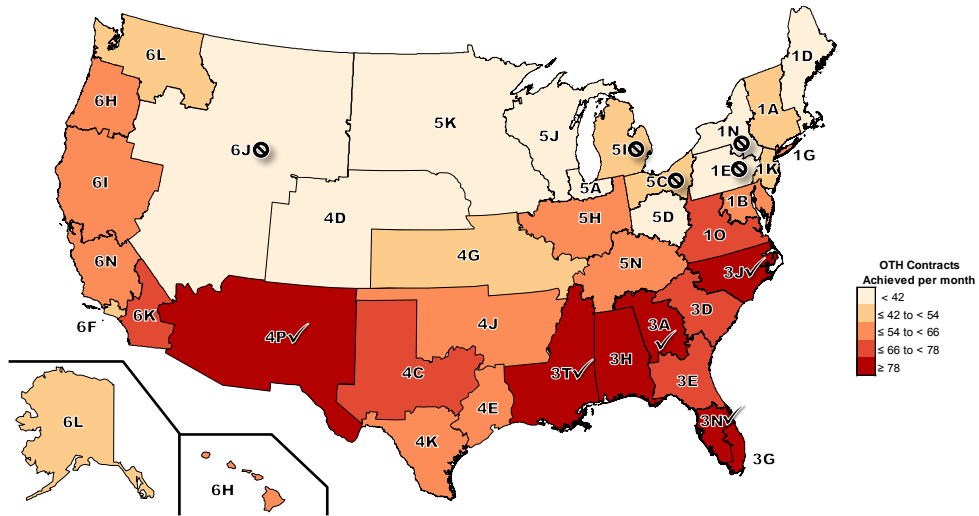 6L
1D
6H
1A
5K
1N
5J
6J
5I
1G
1E
1K
5A
5C
6I
1B
4D
5H
5D
1O
4G
6N
5N
3J
OTH Contracts
Achieved per month
< 42
≤ 42 to < 54
≤ 54 to < 66
≤ 66 to < 78
≥ 78
6K
3D
6F
4P
4J
3A
3H
4C
3T
3E
4E
6L
3N
4K
3G
6H